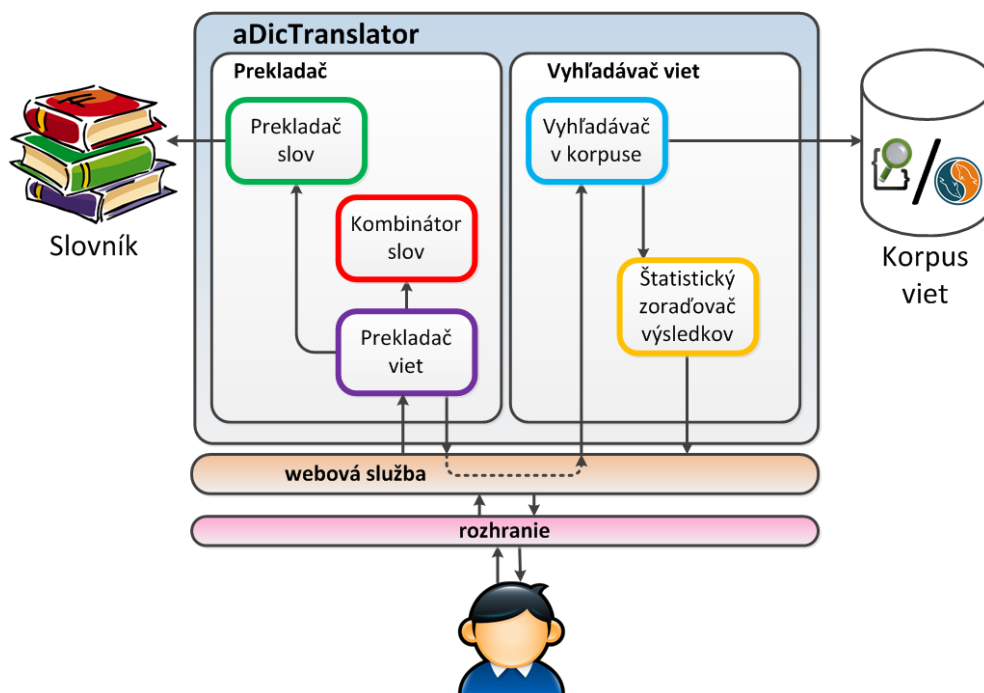 aDicTranslator
Prekladač
Vyhľadávač viet
Prekladač
slov
Vyhľadávač
v korpuse
Slovník
Kombinátor
slov
Korpus
viet
Štatistický
zoraďovač
výsledkov
Prekladač
viet
webová služba
rozhranie